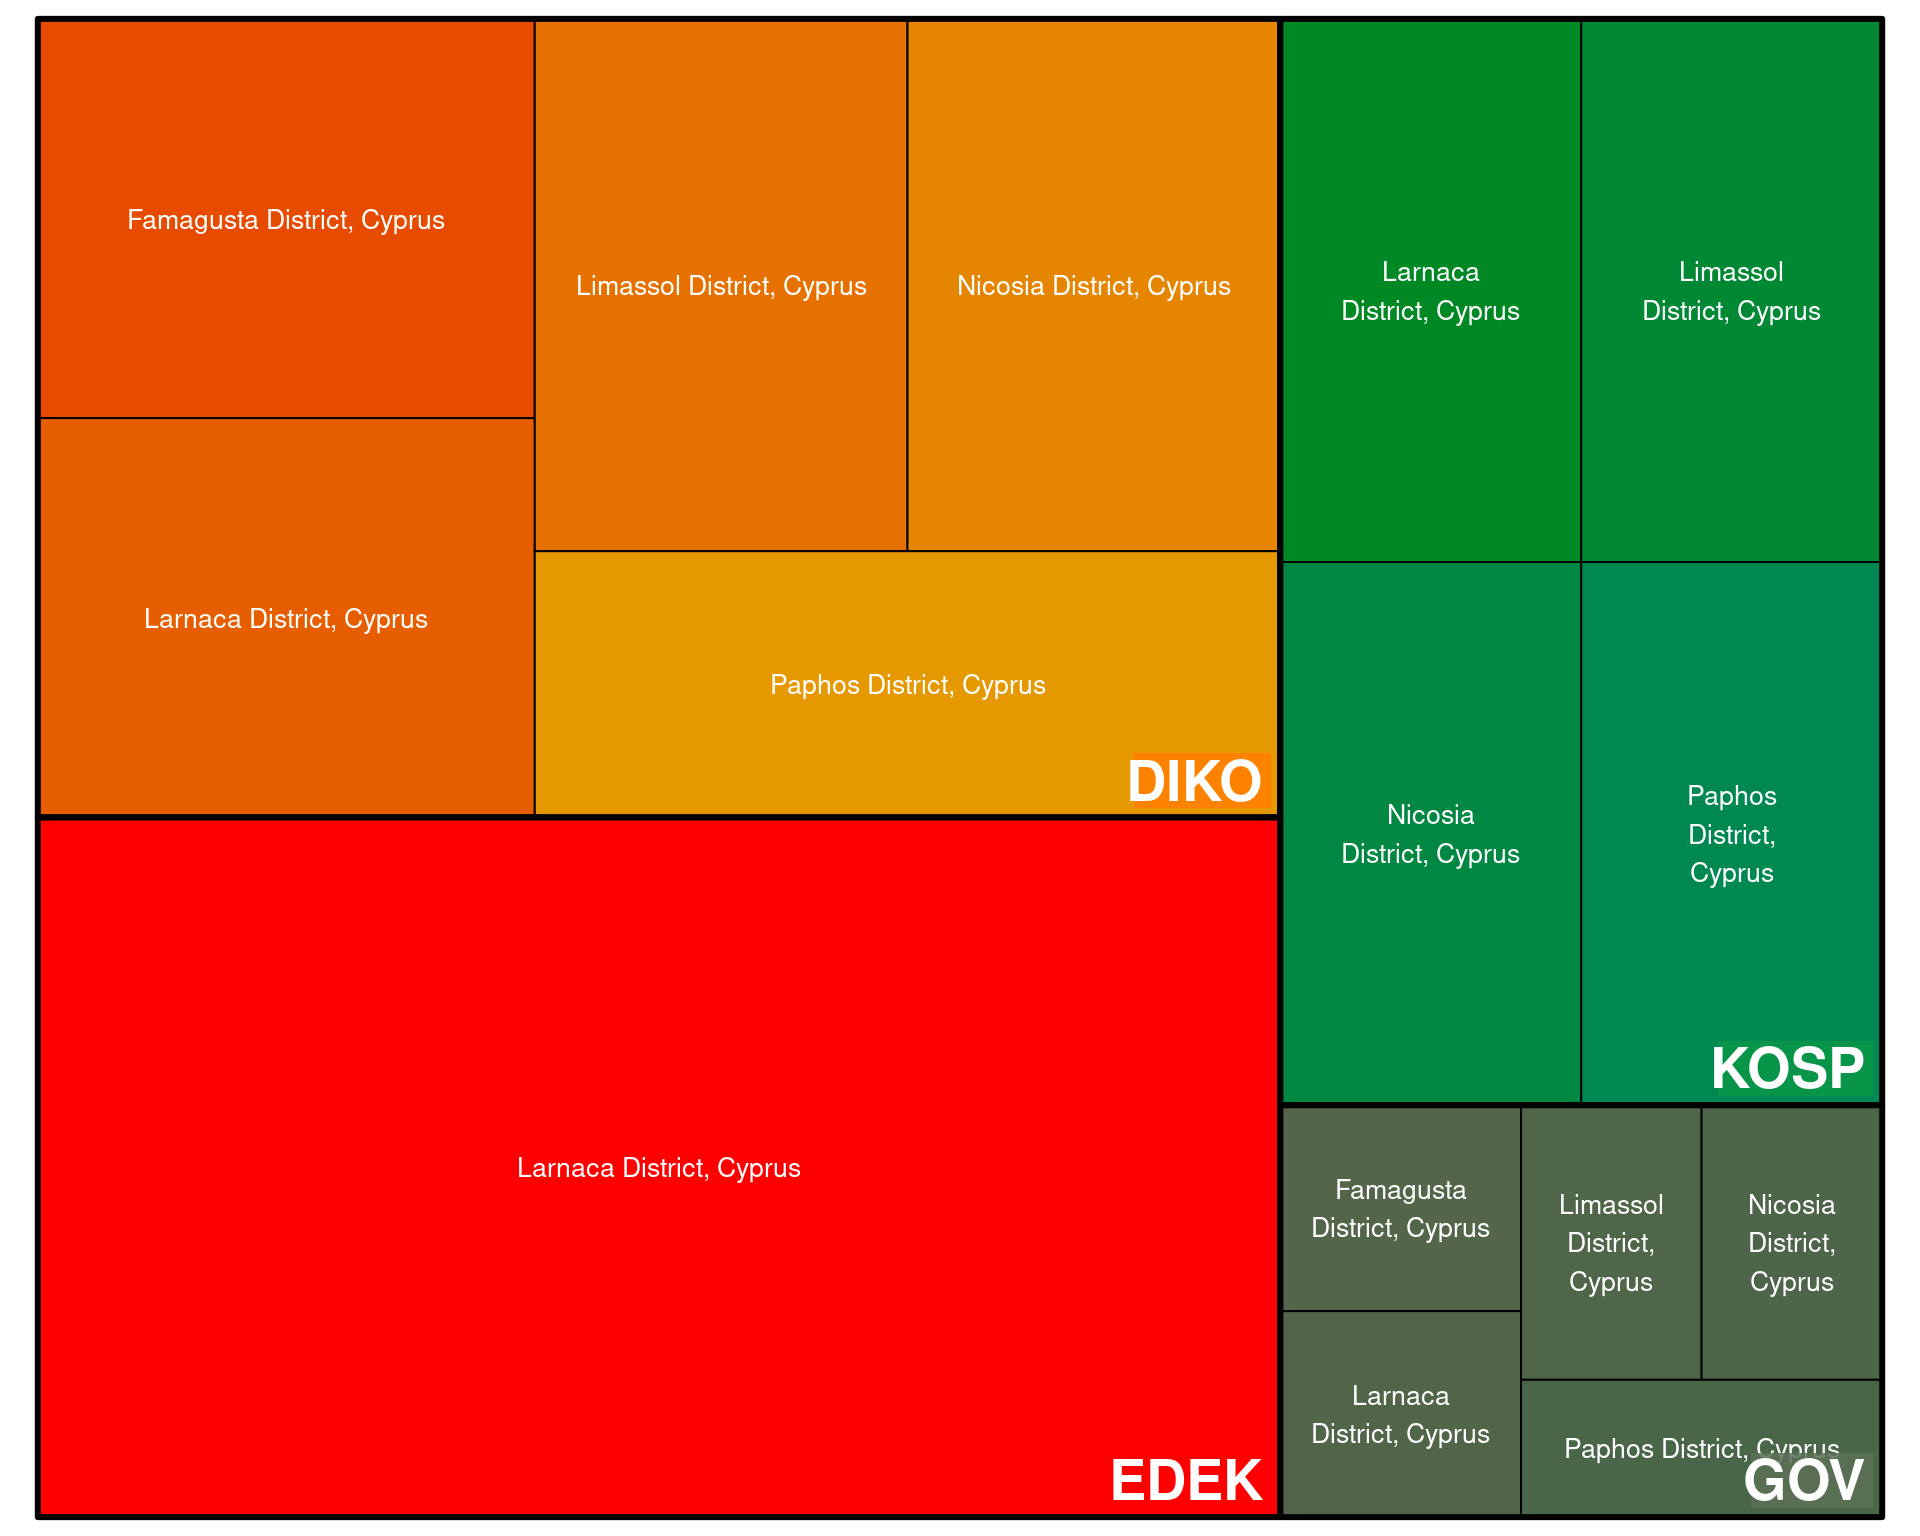 Famagusta District, Cyprus
Limassol District, Cyprus
Nicosia District, Cyprus
Larnaca District, Cyprus
Paphos District, Cyprus
DIKO
Larnaca
District, Cyprus
Limassol
District, Cyprus
Nicosia
District, Cyprus
Paphos
District,
Cyprus
KOSP
Larnaca District, Cyprus
EDEK
Famagusta
District, Cyprus
Limassol
District,
Cyprus
Nicosia
District,
Cyprus
Larnaca
District, Cyprus
Paphos District, Cyprus
GOV